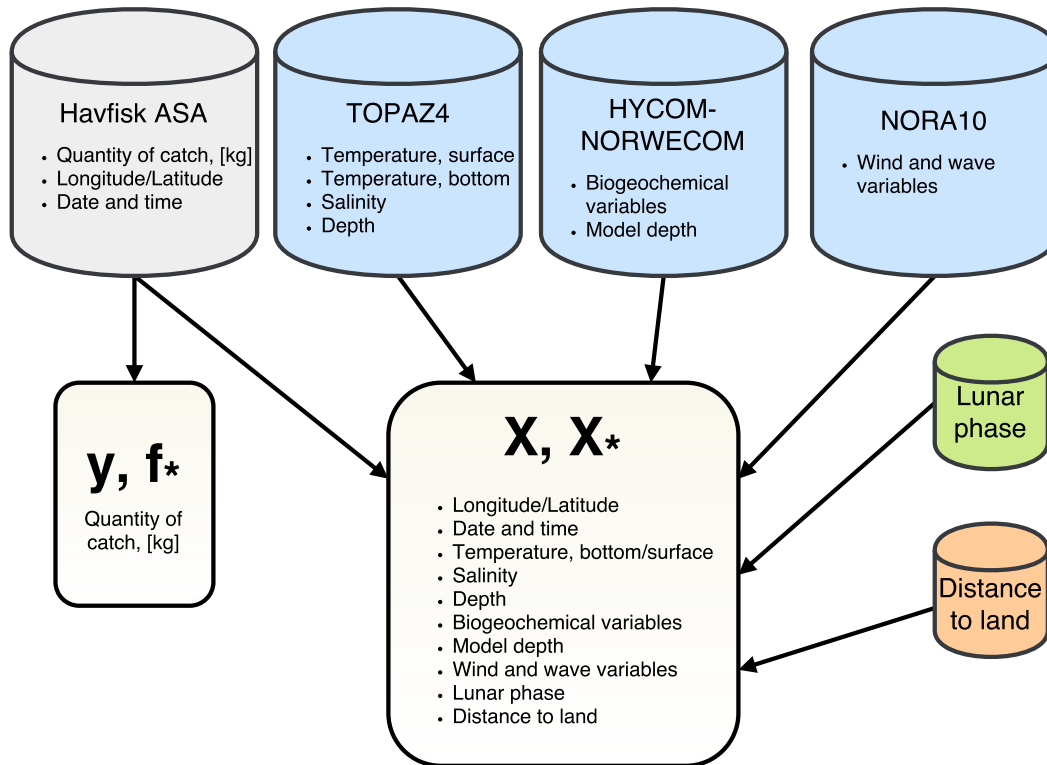 Havfisk ASA
• Quantity of catch, [kg]
• Longitude/Latitude
• Date and time
TOPAZ4
• Temperature, surface
• Temperature, bottom
• Salinity
• Depth
HYCOM-
NORWECOM
• Biogeochemical
variables
• Model depth
NORA10
• Wind and wave
variables
Lunar
phase
Distance
to land
y, f*
Quantity of
catch, [kg]
X, X*
• Longitude/Latitude
• Date and time
• Temperature, bottom/surface
• Salinity
• Depth
• Biogeochemical variables
• Model depth
• Wind and wave variables
• Lunar phase
• Distance to land